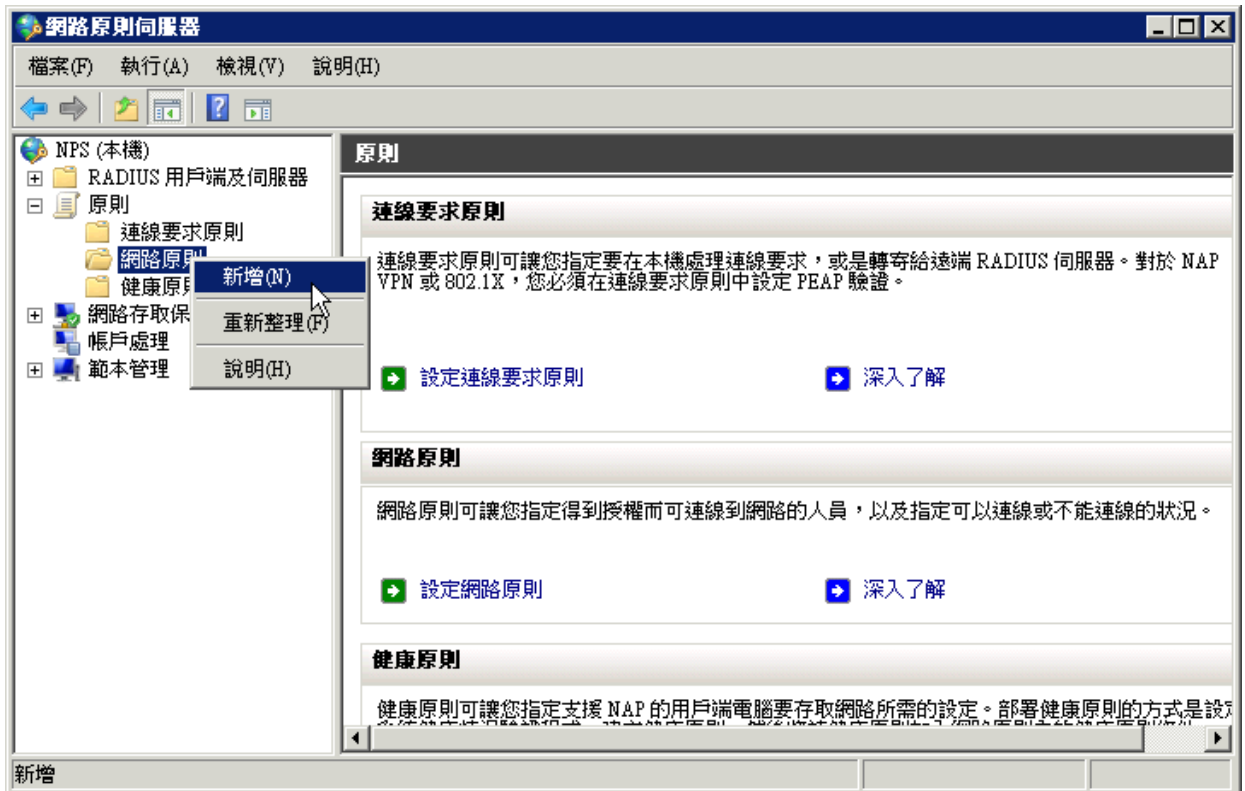 網路原則伺服器
檔案(F) 執行(A) 檢視(V) 說明(H)
NPS (本機)
RADIUS 用戶端及伺服器
原則
連線要求原則
網路原則
健康原
網路存取保
帳戶處理
範本管理
新增(N)
重新整理(F)
說明(H)
原則
連線要求原則
連線要求原則可讓您指定要在本機處理連線要求，或是轉寄給遠端 RADIUS 伺服器。對於 NAP
VPN 或 802.1X，您必須在連線要求原則中設定 PEAP 驗證。
設定連線要求原則 深入了解
網路原則
網路原則可讓您指定得到授權而可連線到網路的人員，以及指定可以連線或不能連線的狀況。
設定網路原則 深入了解
健康原則
健康原則可讓您指定支援 NAP 的用戶端電腦要存取網路所需的設定。部署健康原則的方式是設
新增